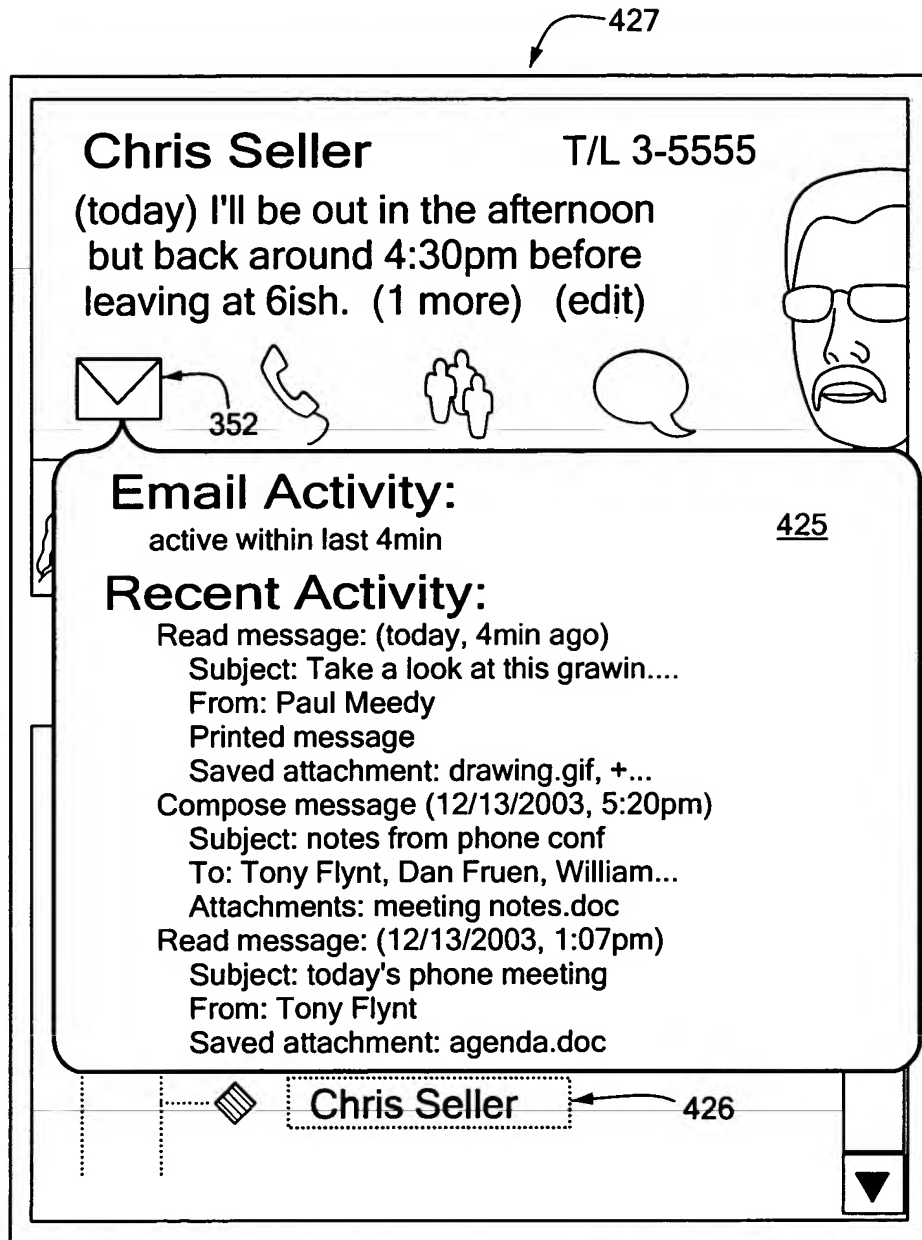 427
Chris Seller T/L 3-5555
(today) I'll be out in the afternoon
but back around 4:30pm before
leaving at 6ish. (1 more) (edit)
352
Email Activity:
425
active within last 4min
Recent Activity:
Read message: (today, 4min ago)
Subject: Take a look at this grawin....
From: Paul Meedy
Printed message
Saved attachment: drawing.gif, +...
Compose message (12/13/2003, 5:20pm)
Subject: notes from phone conf
To: Tony Flynt, Dan Fruen, William...
Attachments: meeting notes.doc
Read message: (12/13/2003, 1:07pm)
Subject: today's phone meeting
From: Tony Flynt
Saved attachment: agenda.doc
Chris Seller 426